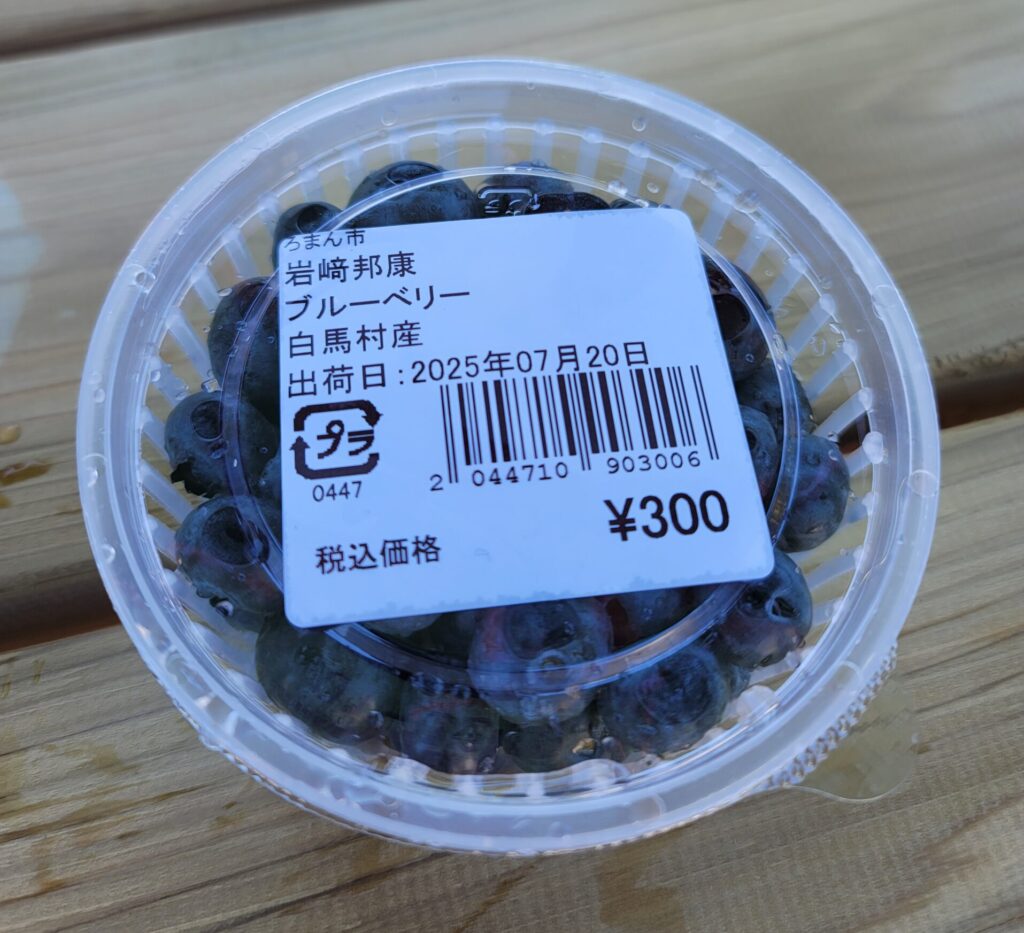 ろまん市
岩﨑邦康
ブルーベリー
白馬村産
出荷日:2025年07月20日
プラ
0447
2 044710 903006
¥300
税込価格